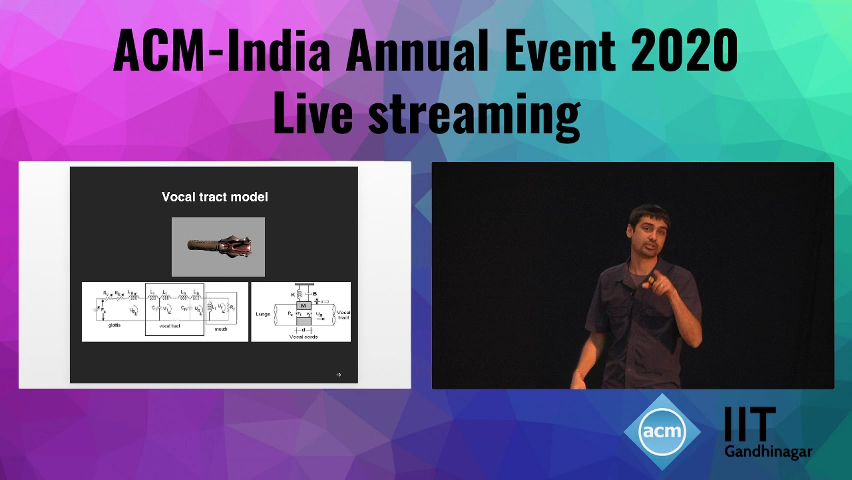 ACM-India Annual Event 2020
Live streaming
Vocal tract model
glottis
vocal tract
mouth
Lungs
Vocal
tract
K
B
M
d
Vocal cords
acm
IIT
Gandhinagar